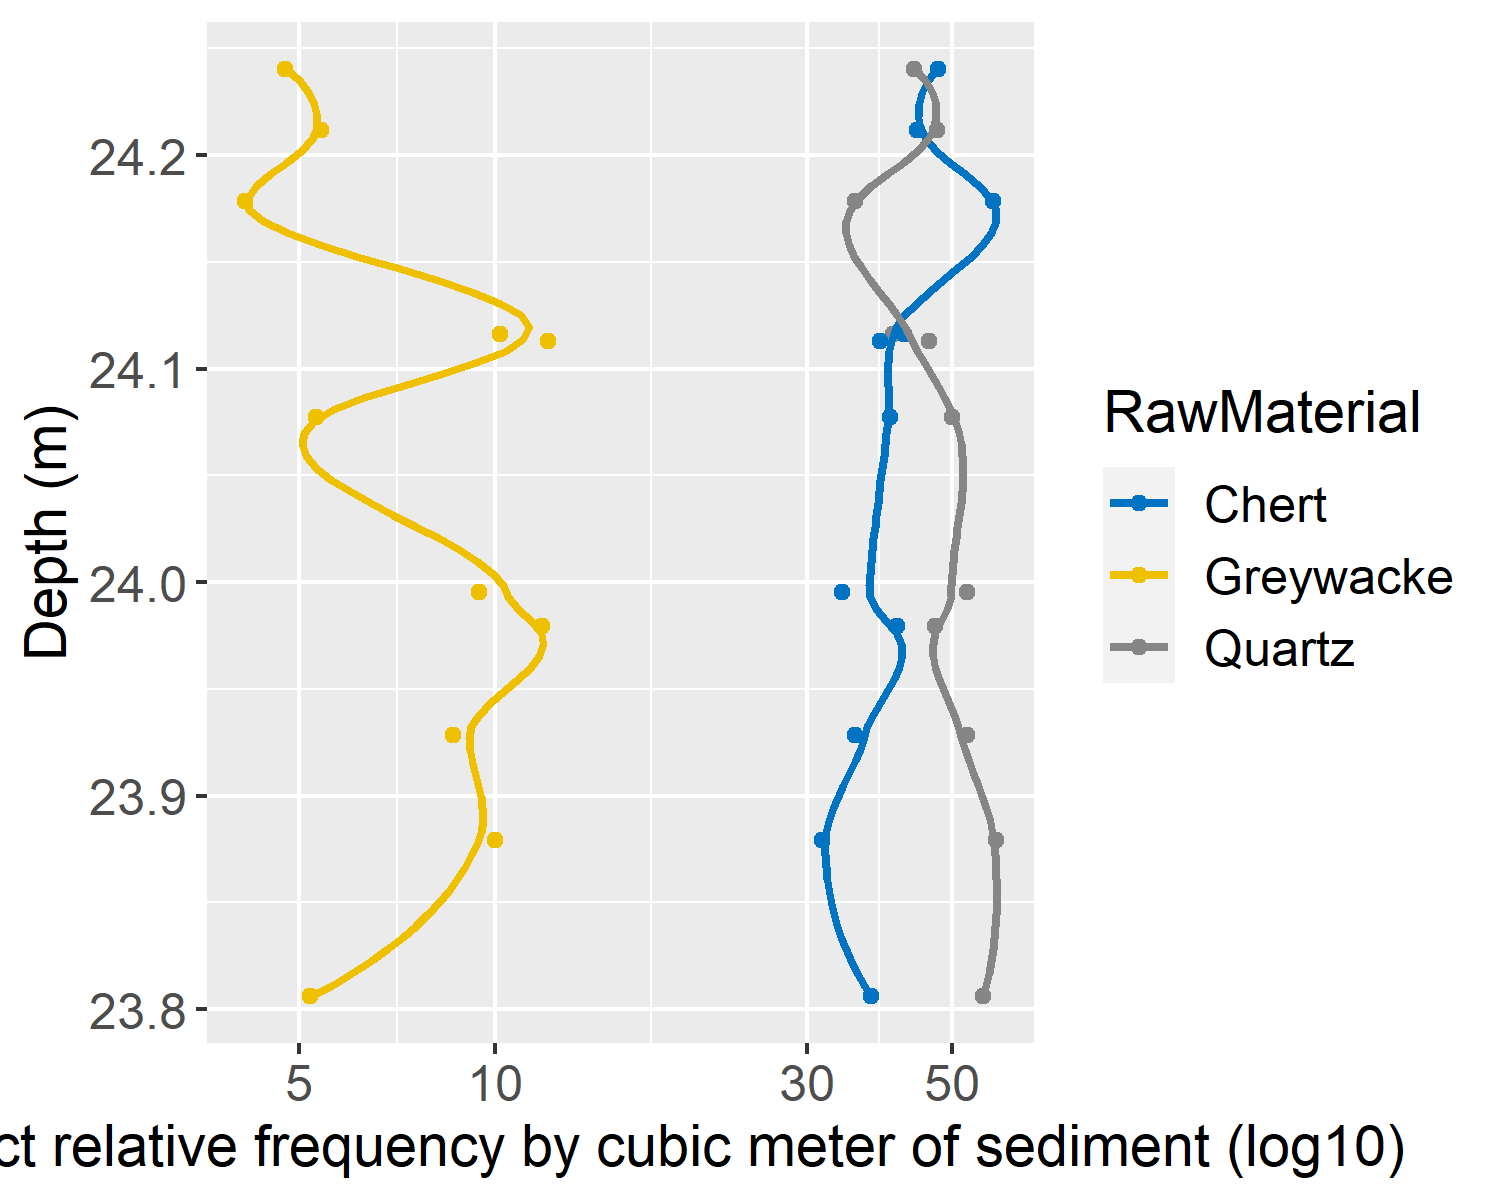 24.2
24.1
24.0
23.9
23.8
Depth (m)
5 10 30 50
ct relative frequency by cubic meter of sediment (log10)
RawMaterial
Chert
Greywacke
Quartz